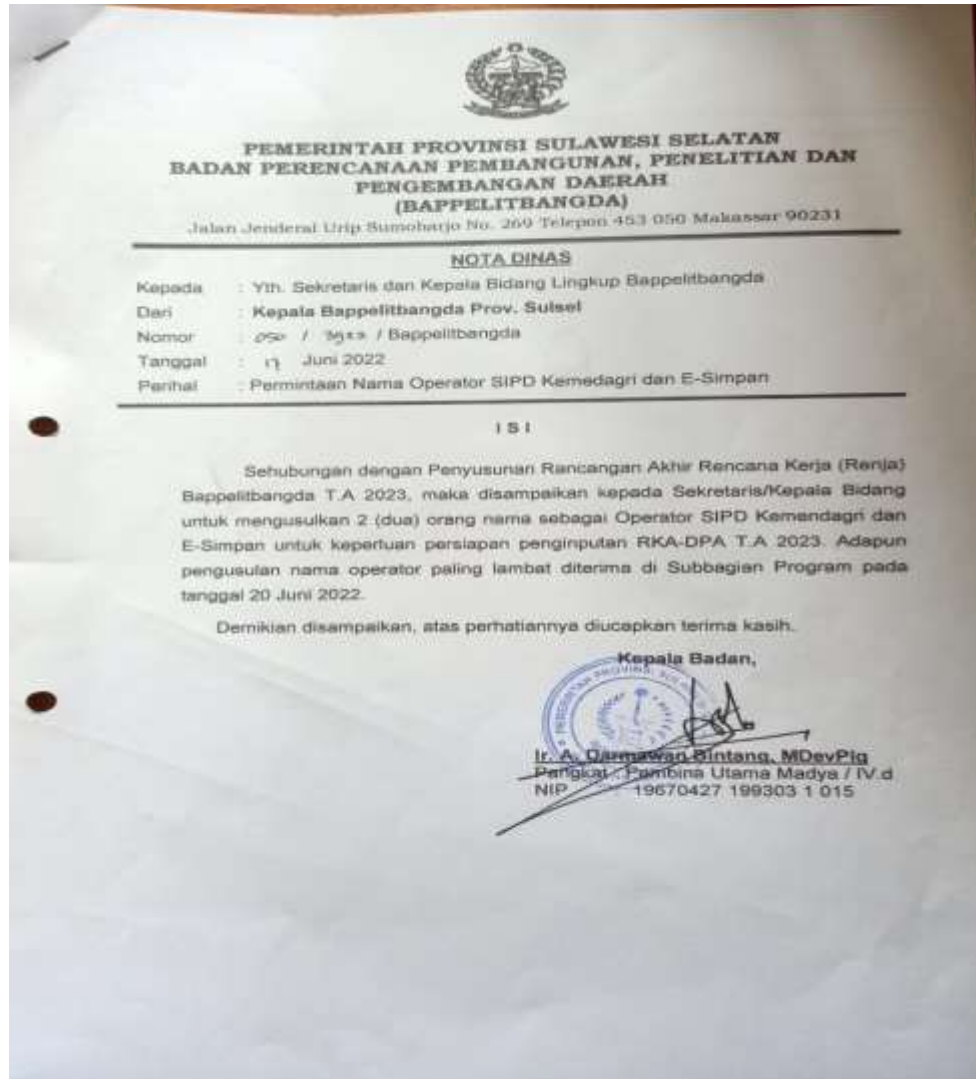 PEMERINTAH PROVINSI SULAWESI SELATAN
BADAN PERENCANAAN PEMBANGUNAN, PENELITIAN DAN
PENGEMBANGAN DAERAH
(BAPPELITBANGDA)
Jalan Jenderal Urip Sumoharjo No. 269 Telepon 453 050 Makassar 90231
NOTA DINAS
Kepada : Yth. Sekretaris dan Kepala Bidang Lingkup Bappelitbangda
Dari : Kepala Bappelitbangda Prov. Sulsel
Nomor : 050 / / Bappelitbangda
Tanggal : 17 Juni 2022
Perihal : Permintaan Nama Operator SIPD Kemedagri dan E-Simpan
I S I
Sehubungan dengan Penyusunan Rancangan Akhir Rencana Kerja (Renja)
Bappelitbangda T.A 2023, maka disampaikan kepada Sekretaris/Kepala Bidang
untuk mengusulkan 2 (dua) orang nama sebagai Operator SIPD Kemendagri dan
E-Simpan untuk keperluan persiapan penginputan RKA-DPA T.A 2023. Adapun
pengusulan nama operator paling lambat diterima di Subbagian Program pada
tanggal 20 Juni 2022.
Demikian disampaikan, atas perhatiannya diucapkan terima kasih.
Kepala Badan,
PEMERINTAH PROVINSI
Ir. A. Darmawan Bintang, MDevPlg
Pangkat : Pembina Utama Madya / IV.d
NIP : 19670427 199303 1 015